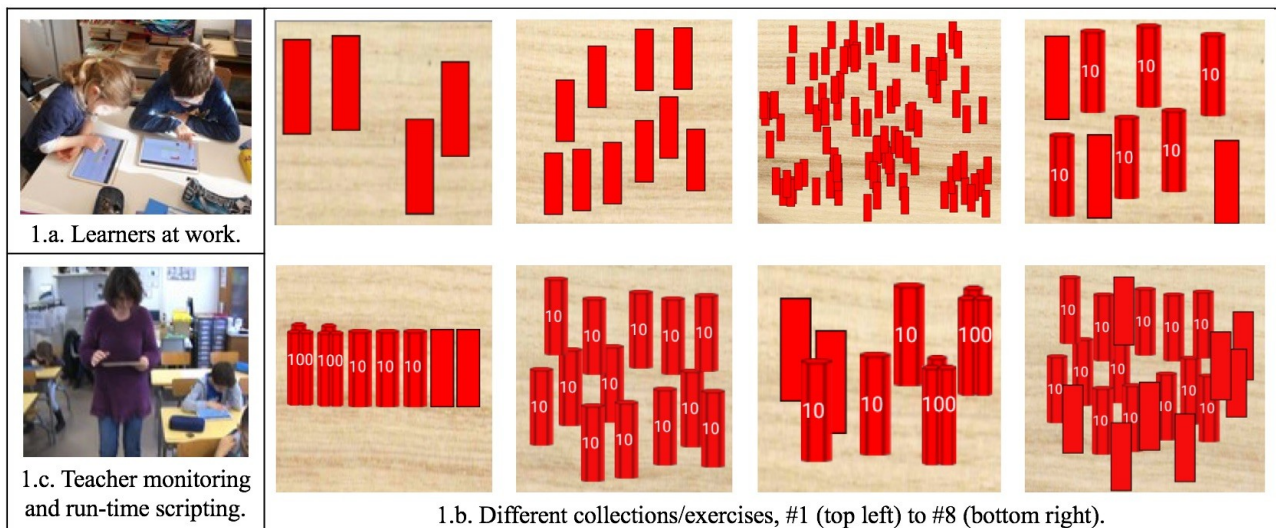 10 10 10
10 10
10
1.a. Learners at work.
100 100 10 10 10
10 10 10 10 10
10 10
10 10
10 10
10 10
10 100
10 10 100
10 10 10 10 10
10 10 10
10 10 10
10 10
1.c. Teacher monitoring
and run-time scripting.
1.b. Different collections/exercises, #1 (top left) to #8 (bottom right).